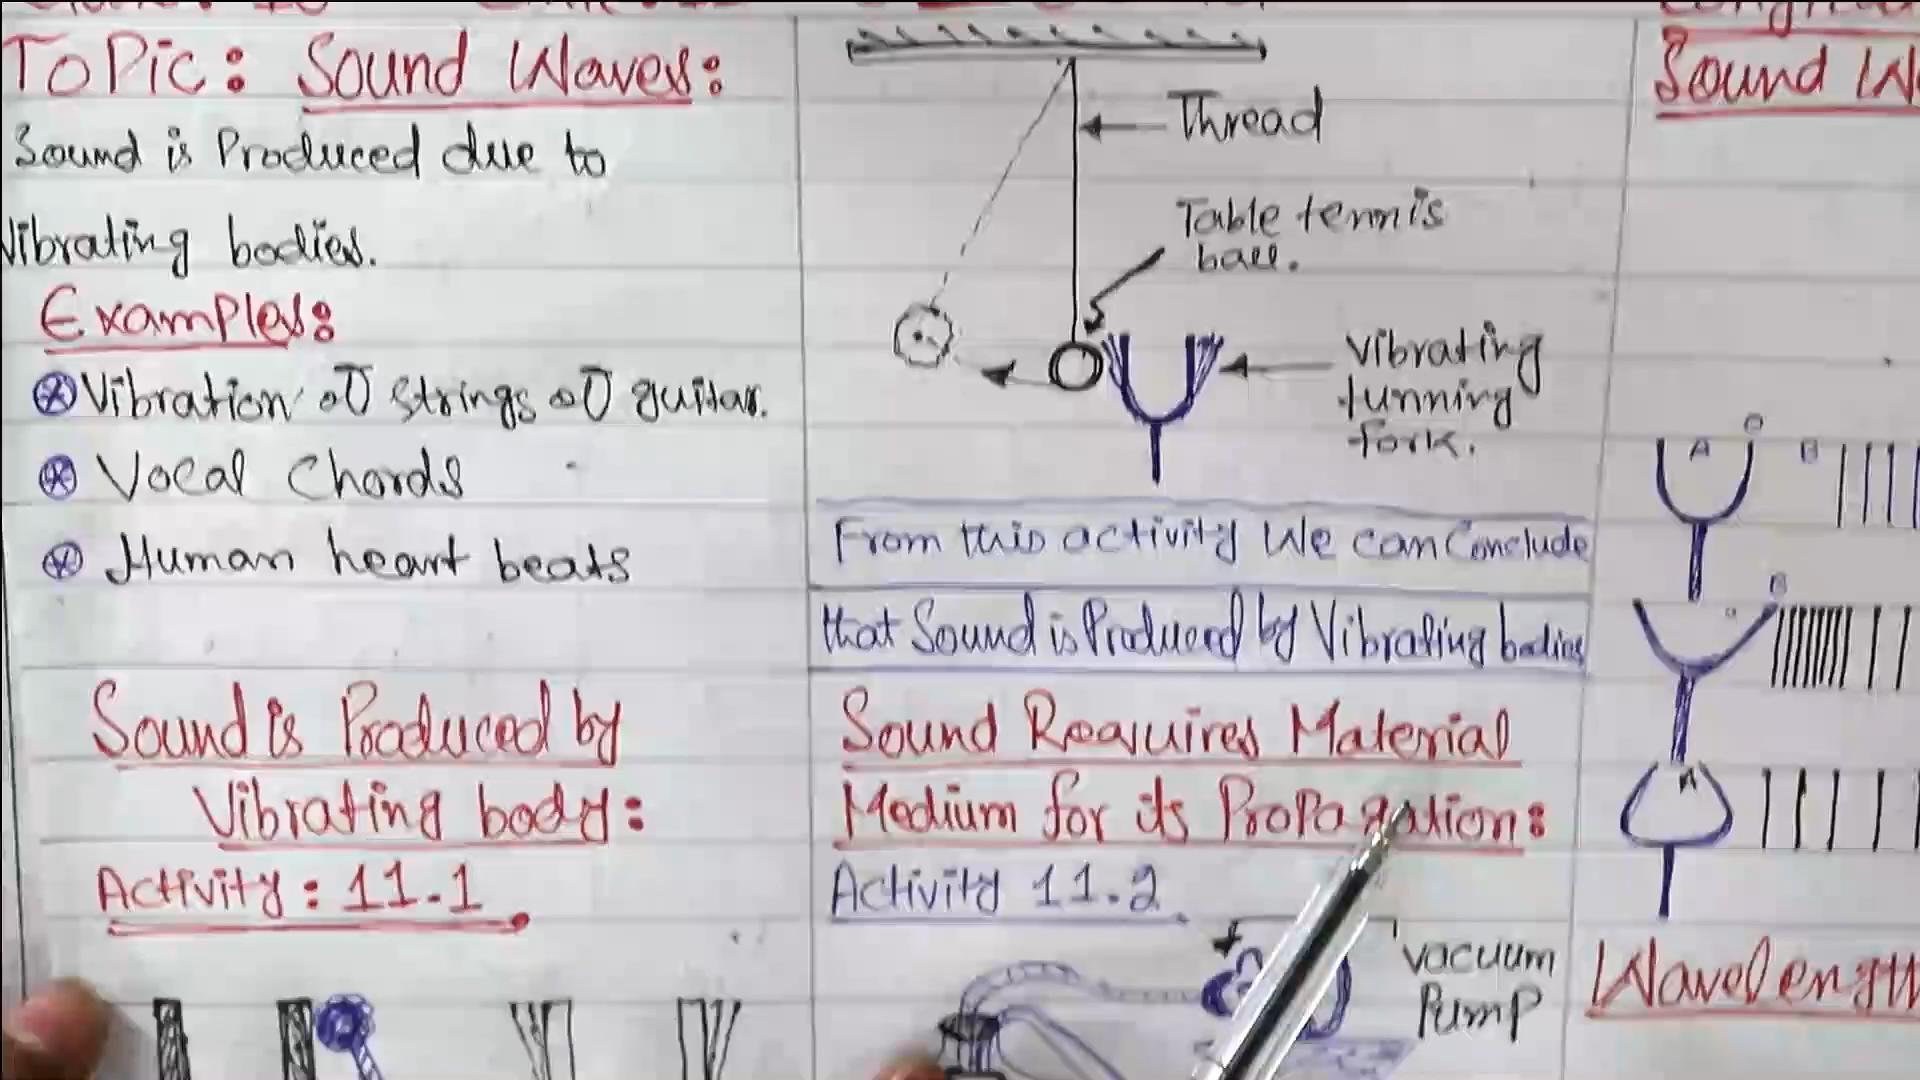 ToPic: Sound Waves:
Sound is Produced due to
Vibrating bodies.
Examples:
Vibration of strings of guitar.
Vocal Chords
Human heart beats
Sound is Produced by
Vibrating body:
Activity: 11.1
Thread
Table tennis
ball.
Vibrating
tunning
fork.
From this activity We can Conclude
that Sound is Produced by Vibrating bodies
Sound Requires Material
Medium for its Propagation:
Activity 11.2
Vacuum
Pump
Sound
A
B
B
A
Wavelength